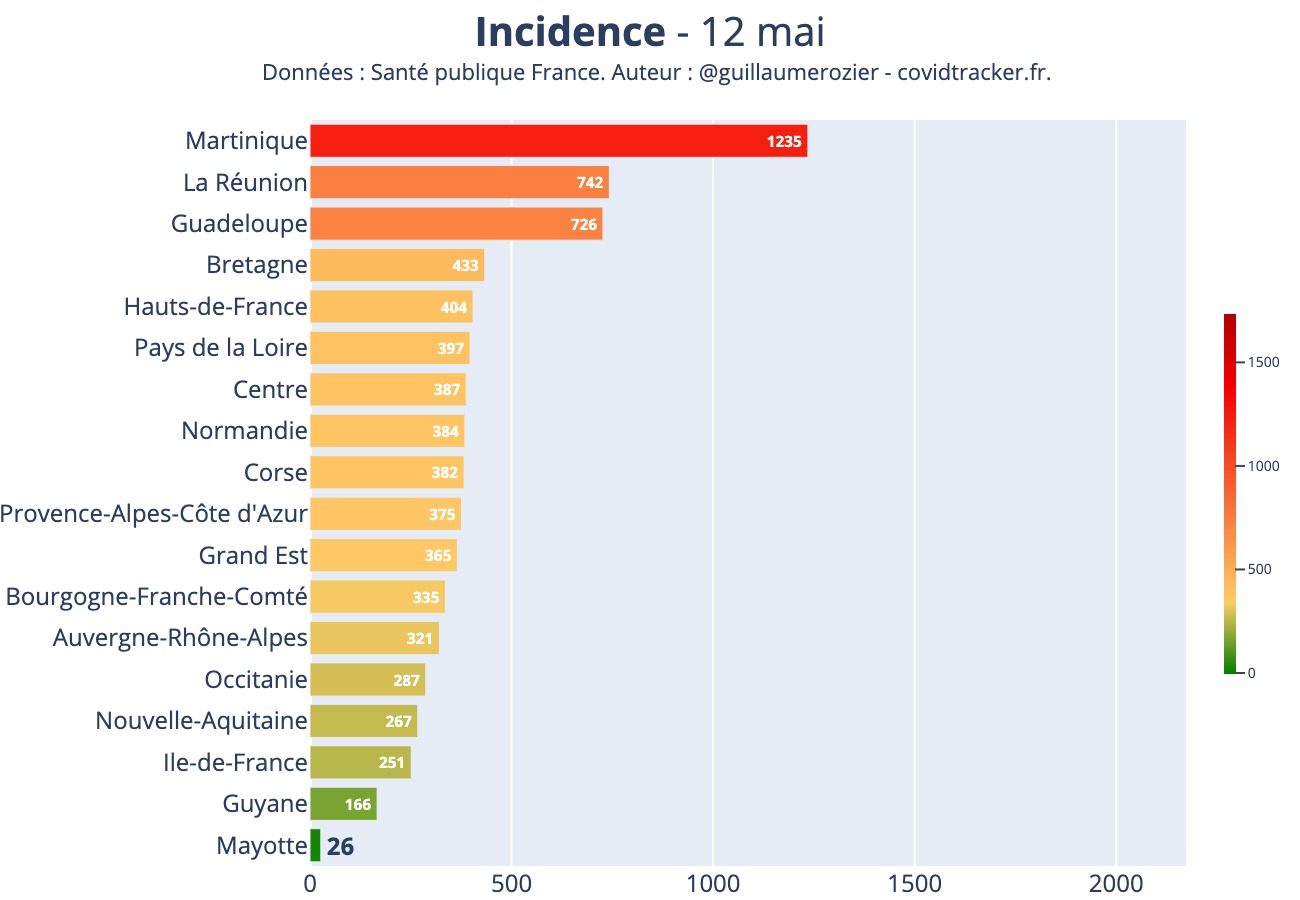 Incidence - 12 mai
Données : Santé publique France. Auteur : @guillaumerozier - covidtracker.fr.
Martinique 1235
La Réunion 742
Guadeloupe 726
Bretagne 433
Hauts-de-France 404
Pays de la Loire 397
Centre 387
Normandie 384
Corse 382
Provence-Alpes-Côte d'Azur 375
Grand Est 365
Bourgogne-Franche-Comté 335
Auvergne-Rhône-Alpes 321
Occitanie 287
Nouvelle-Aquitaine 267
Ile-de-France 251
Guyane 166
Mayotte 26
0 500 1000 1500 2000
1500
1000
500
0